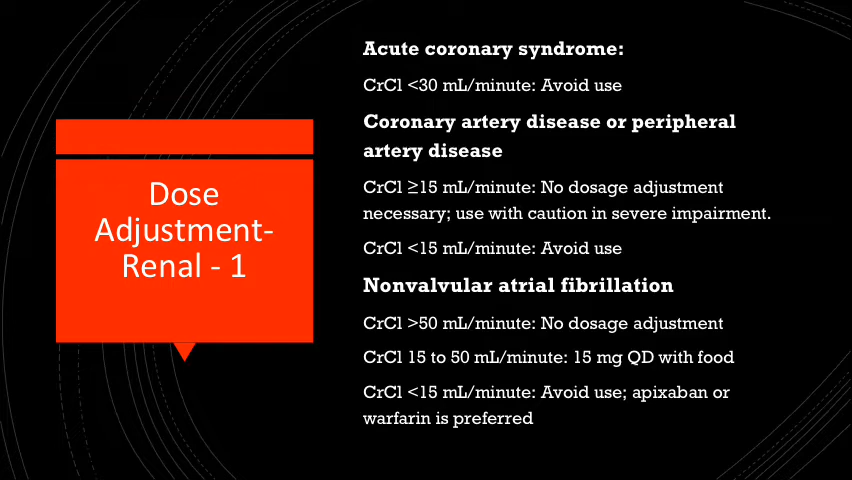 Dose
Adjustment-
Renal - 1
Acute coronary syndrome:
CrCl <30 mL/minute: Avoid use
Coronary artery disease or peripheral
artery disease
CrCl ≥15 mL/minute: No dosage adjustment
necessary; use with caution in severe impairment.
CrCl <15 mL/minute: Avoid use
Nonvalvular atrial fibrillation
CrCl >50 mL/minute: No dosage adjustment
CrCl 15 to 50 mL/minute: 15 mg QD with food
CrCl <15 mL/minute: Avoid use; apixaban or
warfarin is preferred